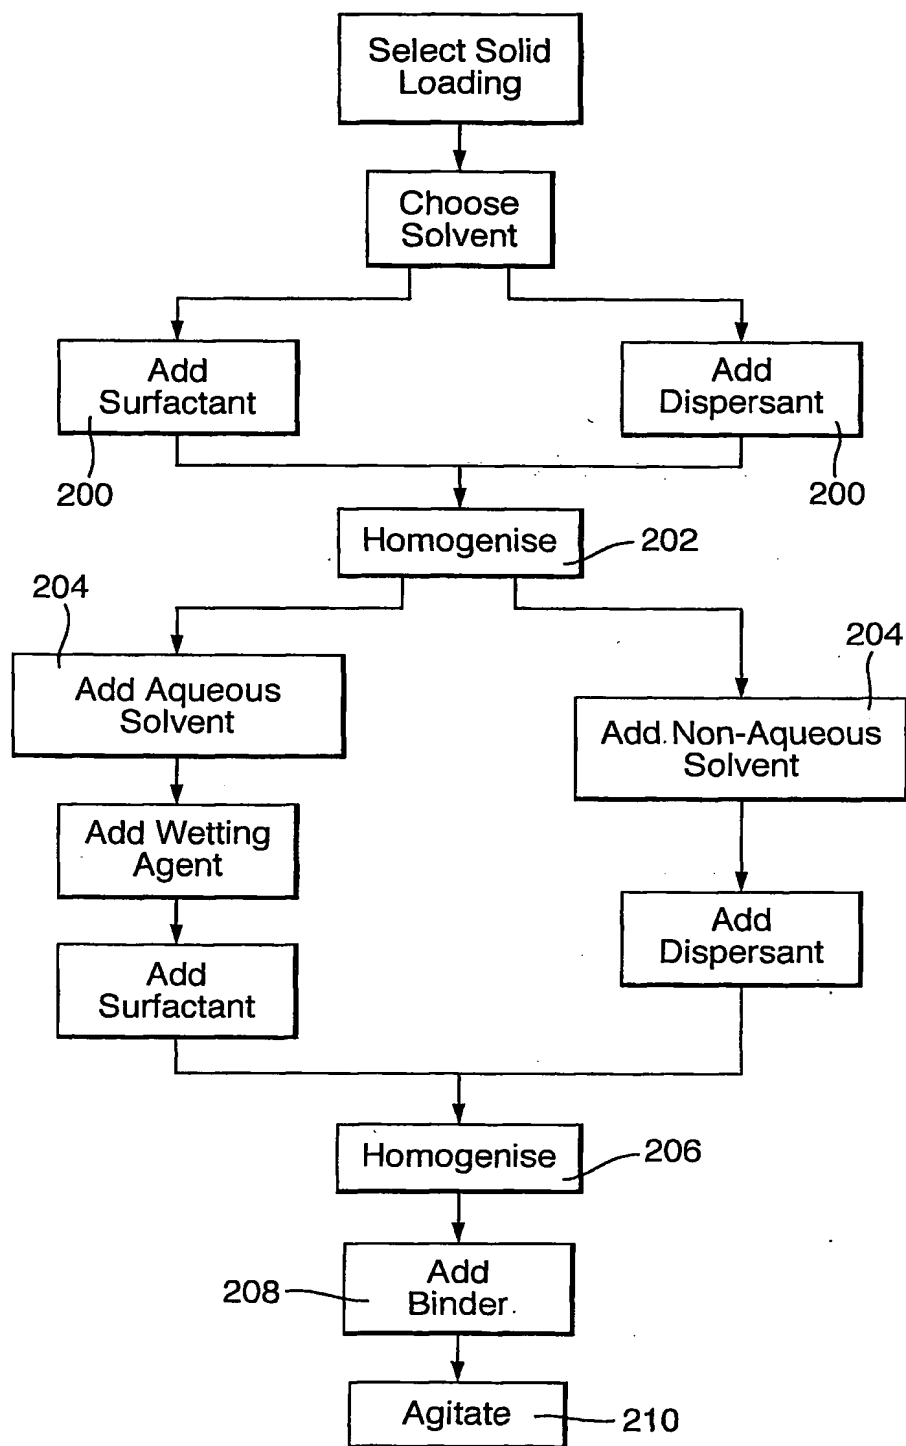 Select Solid
Loading
Choose
Solvent
Add
Surfactant
Add
Dispersant
200
200
Homogenise
202
204
204
Add Aqueous
Solvent
Add Non-Aqueous
Solvent
Add Wetting
Agent
Add
Surfactant
Add
Dispersant
Homogenise
206
208
Add
Binder
Agitate
210